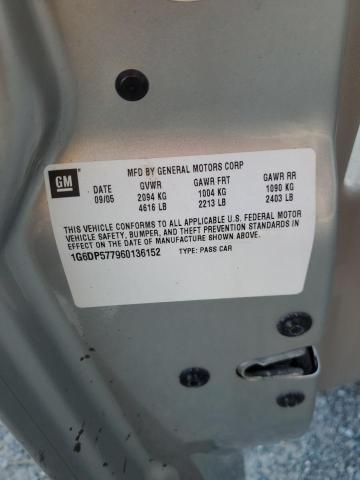 MFD BY GENERAL MOTORS CORP
GM
DATE GVWR GAWR FRT GAWR RR
09/05 2094 KG 1004 KG 1090 KG
4616 LB 2213 LB 2403 LB
THIS VEHICLE CONFORMS TO ALL APPLICABLE U.S. FEDERAL MOTOR
VEHICLE SAFETY, BUMPER, AND THEFT PREVENTION STANDARDS IN
EFFECT ON THE DATE OF MANUFACTURE SHOWN ABOVE.
1G6DP577960136152 TYPE: PASS CAR